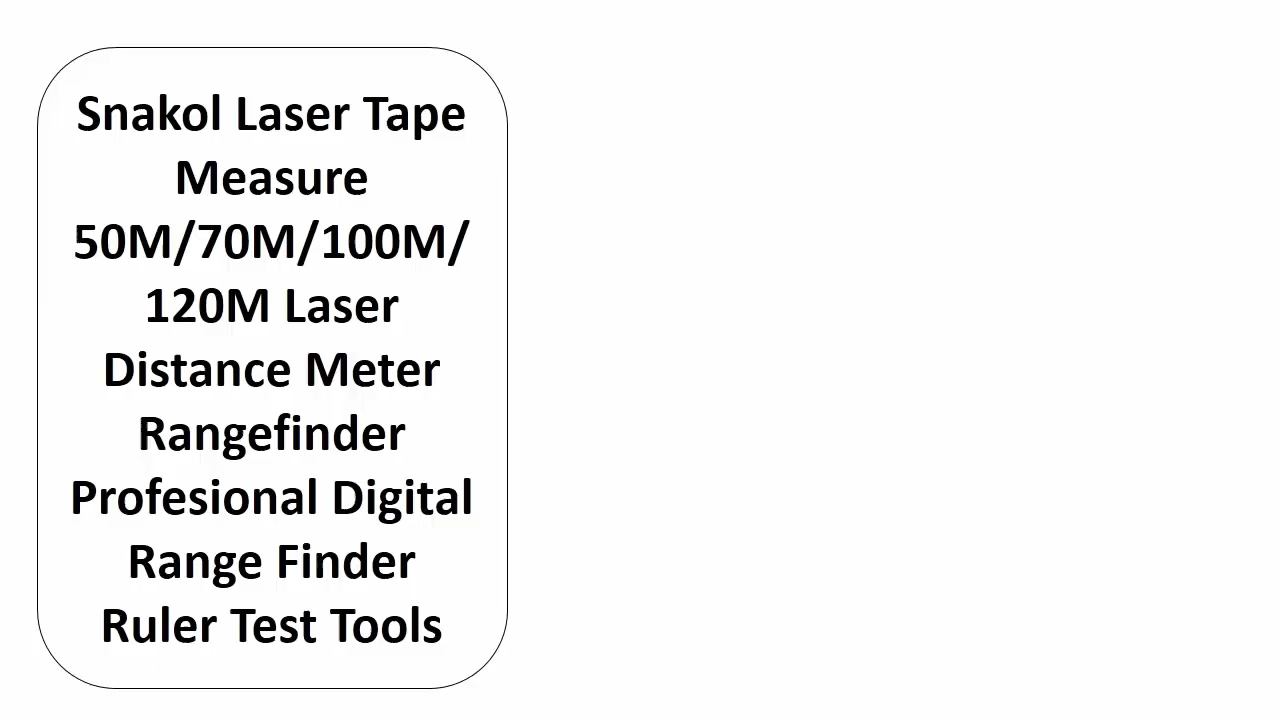 Snakol Laser Tape
Measure
50M/70M/100M/
120M Laser
Distance Meter
Rangefinder
Profesional Digital
Range Finder
Ruler Test Tools